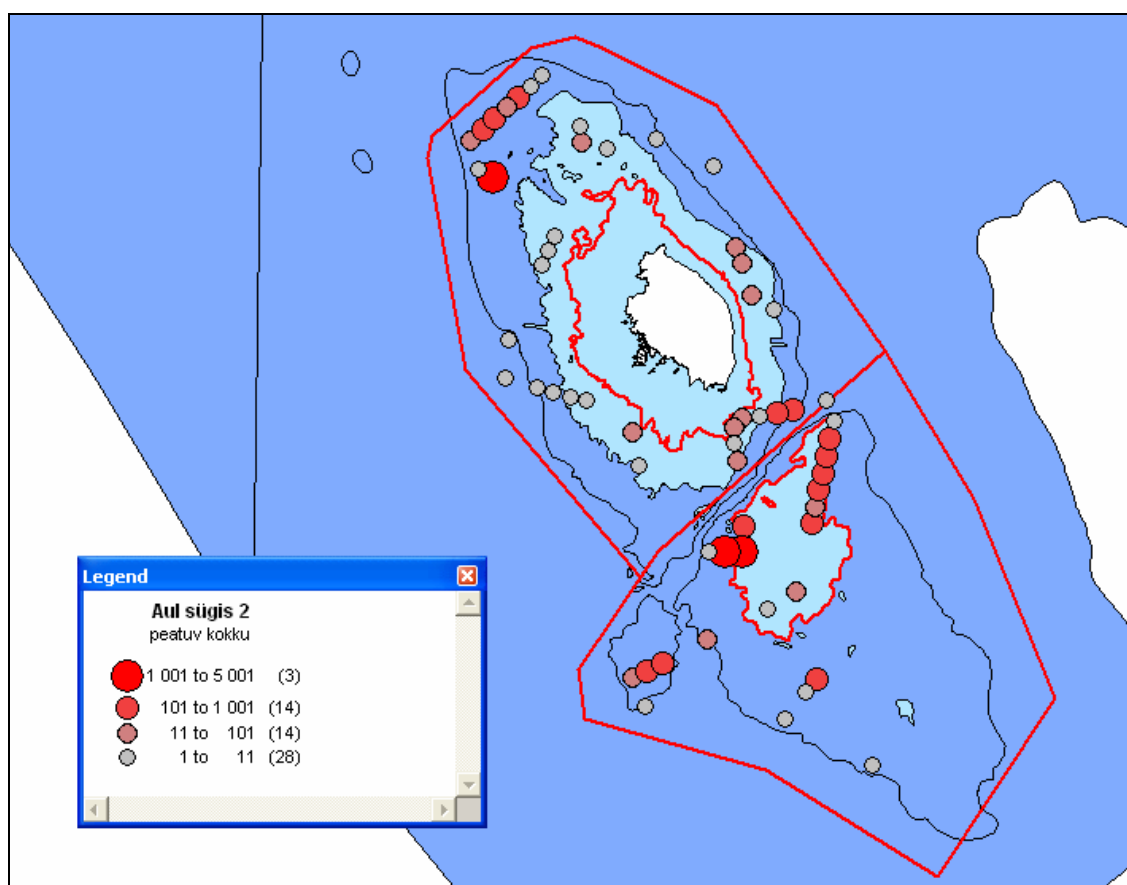 Legend
Aul sügis 2
peatuv kokku
1 001 to 5 001 (3)
101 to 1 001 (14)
11 to 101 (14)
1 to 11 (28)